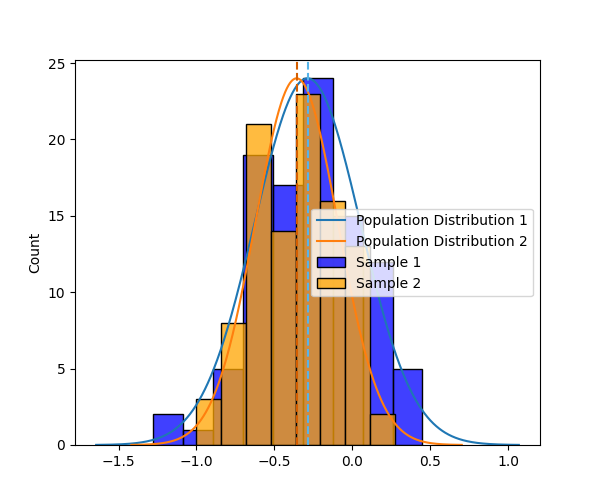 25
20
15
10
5
0
Count
Population Distribution 1
Population Distribution 2
Sample 1
Sample 2
−1.5 −1.0 −0.5 0.0 0.5 1.0